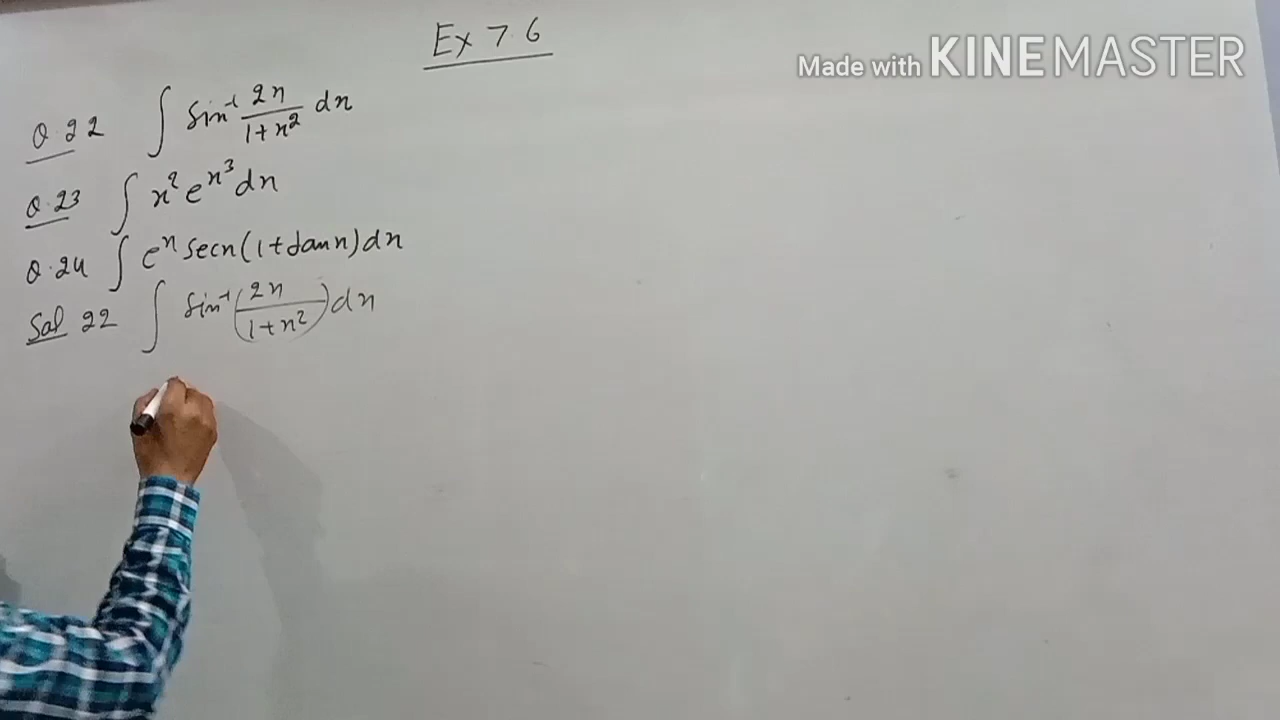 Ex 7.6
Made with KINEMASTER
Q.22 ∫ Sin⁻¹ 2x/1+x² dx
Q.23 ∫ x² e^x³ dx
Q.24 ∫ e^x secx(1+tanx)dx
Sol 22 ∫ Sin⁻¹(2x/1+x²)dx